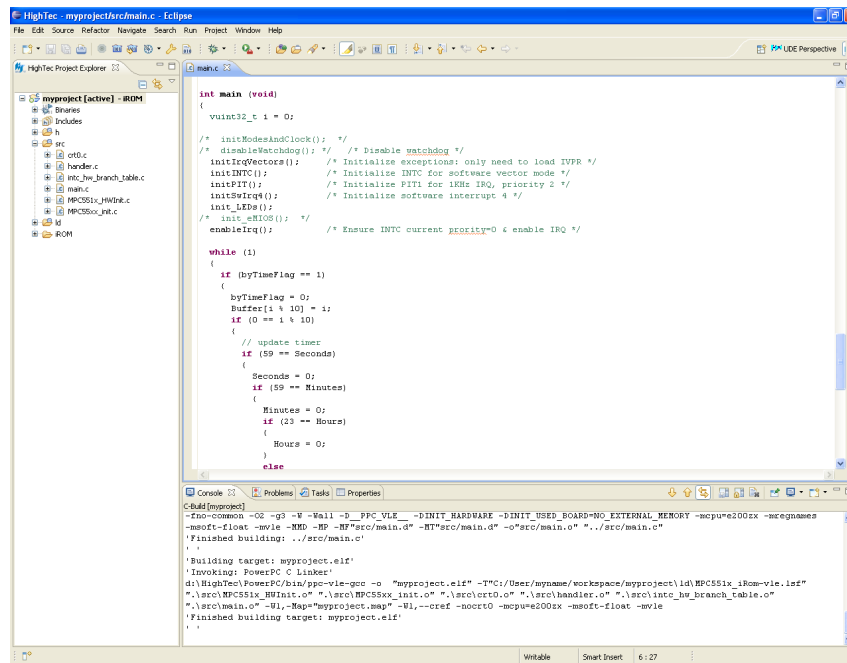 HighTec - myproject/src/main.c - Eclipse
File Edit Source Refactor Navigate Search Run Project Window Help
UDE Perspective
HighTec Project Explorer
main.c
myproject [active] - iROM
Binaries
Includes
h
src
crt0.c
handler.c
intc_hw_branch_table.c
main.c
MPC551x_HWInit.c
MPC55xx_init.c
ld
iROM
int main (void)
{
vuint32_t i = 0;
/* initModesAndClock(); */
/* disableWatchdog(); */ /* Disable watchdog */
initIrqVectors(); /* Initialize exceptions: only need to load IVPR */
initINTC(); /* Initialize INTC for software vector mode */
initPIT(); /* Initialize PIT1 for 1KHz IRQ, priority 2 */
initSwIrq4(); /* Initialize software interrupt 4 */
init_LEDs();
/* init_eMIOS(); */
enableIrq(); /* Ensure INTC current prority=0 & enable IRQ */
while (1)
{
if (byTimeFlag == 1)
{
byTimeFlag = 0;
Buffer[i % 10] = i;
if (0 == i % 10)
{
// update timer
if (59 == Seconds)
{
Seconds = 0;
if (59 == Minutes)
{
Minutes = 0;
if (23 == Hours)
{
Hours = 0;
}
else
Console Problems Tasks Properties
C-Build [myproject]
-fno-common -O2 -g3 -W -Wall -D__PPC_VLE__ -DINIT_HARDWARE -DINIT_USED_BOARD=NO_EXTERNAL_MEMORY -mcpu=e200zx -mregnames
-msoft-float -mvle -MMD -MP -MF"src/main.d" -MT"src/main.d" -o"src/main.o" "../src/main.c"
'Finished building: ../src/main.c'
' '
'Building target: myproject.elf'
'Invoking: PowerPC C Linker'
d:\HighTec\PowerPC/bin/ppc-vle-gcc -o "myproject.elf" -T"C:/User/myname/workspace/myproject\ld\MPC551x_iRom-vle.lsf"
".\src\MPC551x_HWInit.o" ".\src\MPC55xx_init.o" ".\src\crt0.o" ".\src\handler.o" ".\src\intc_hw_branch_table.o"
".\src\main.o" -Wl,-Map="myproject.map" -Wl,--cref -nocrt0 -mcpu=e200zx -msoft-float -mvle
'Finished building target: myproject.elf'
' '
Writable Smart Insert 6 : 27